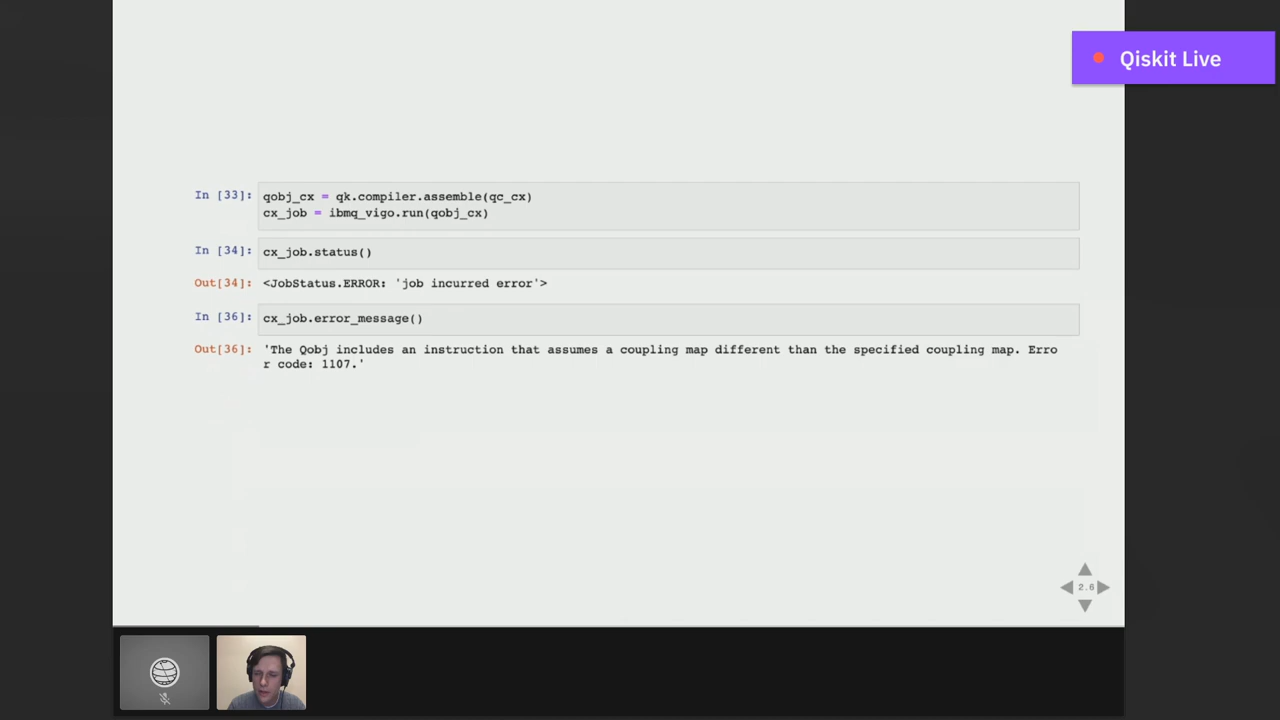 Qiskit Live
In [33]: qobj_cx = qk.compiler.assemble(qc_cx)
cx_job = ibmq_vigo.run(qobj_cx)
In [34]: cx_job.status()
Out[34]: <JobStatus.ERROR: 'job incurred error'>
In [36]: cx_job.error_message()
Out[36]: 'The Qobj includes an instruction that assumes a coupling map different than the specified coupling map. Erro
r code: 1107.'
2.6